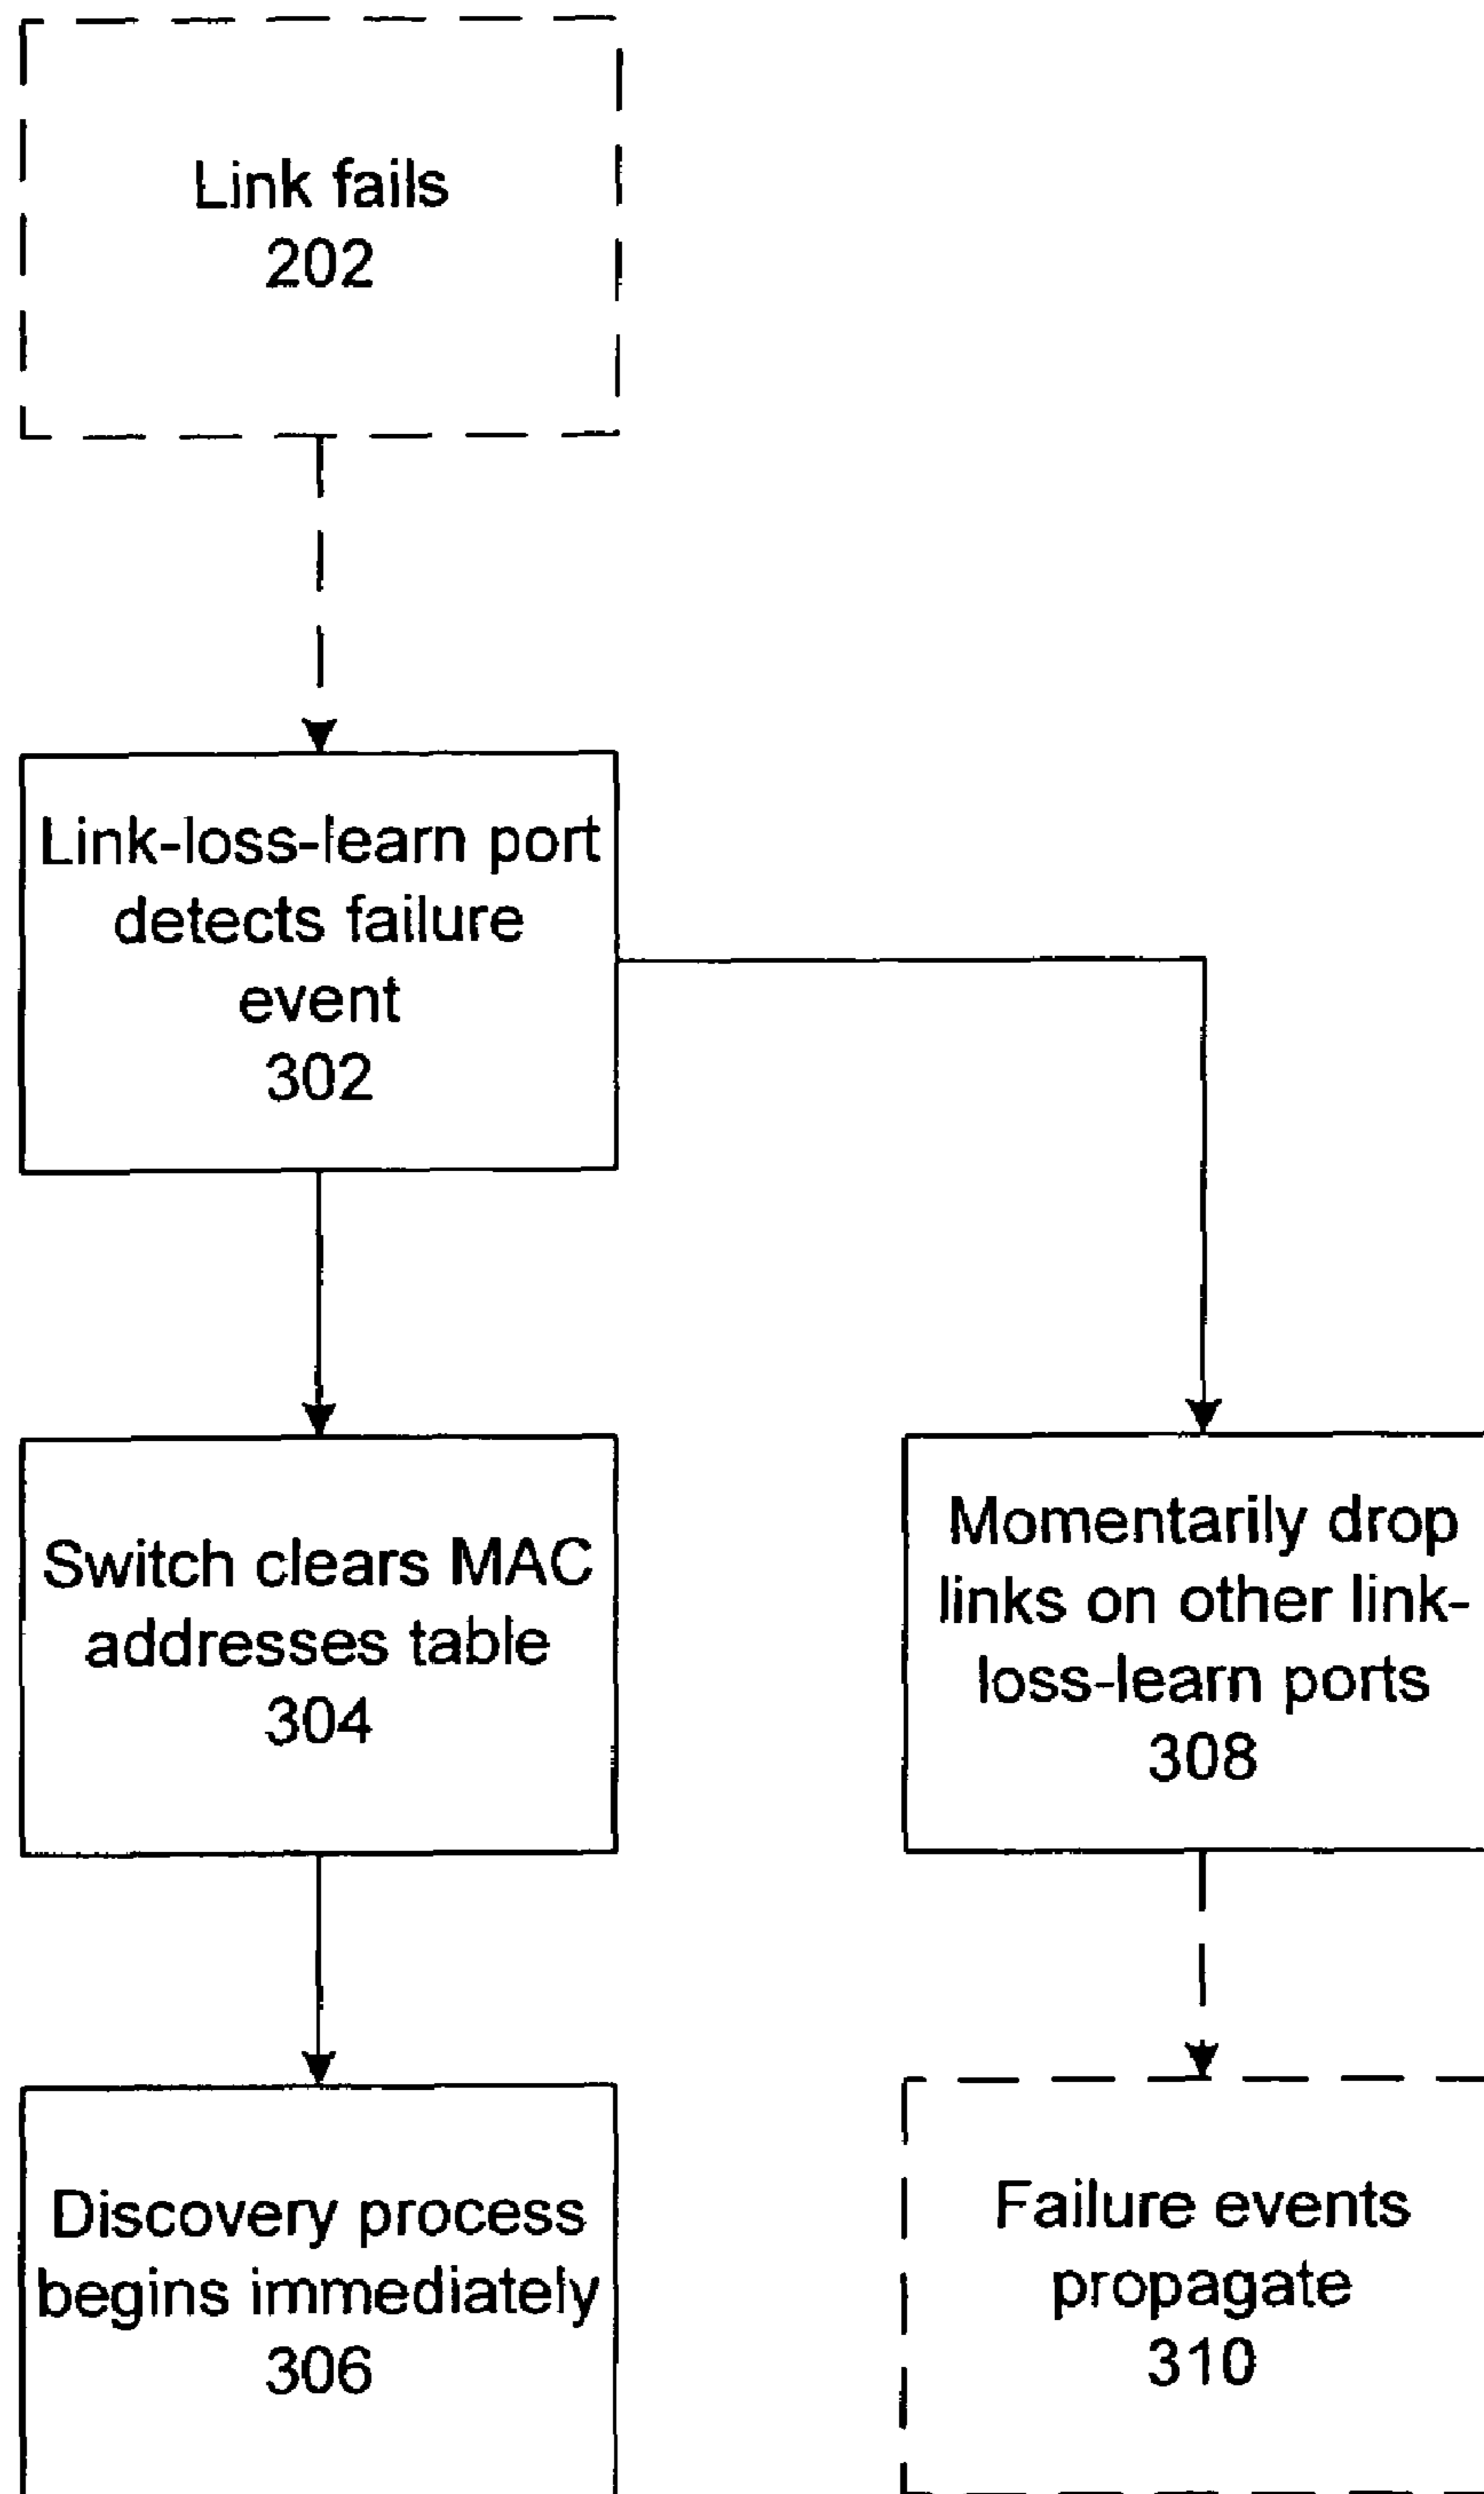 Link fails
202
Link-loss-learn port
detects failure
event
302
Switch clears MAC
addresses table
304
Momentarily drop
links on other link-
loss-learn ports
308
Discovery process
begins immediately
306
Failure events
propagate
310